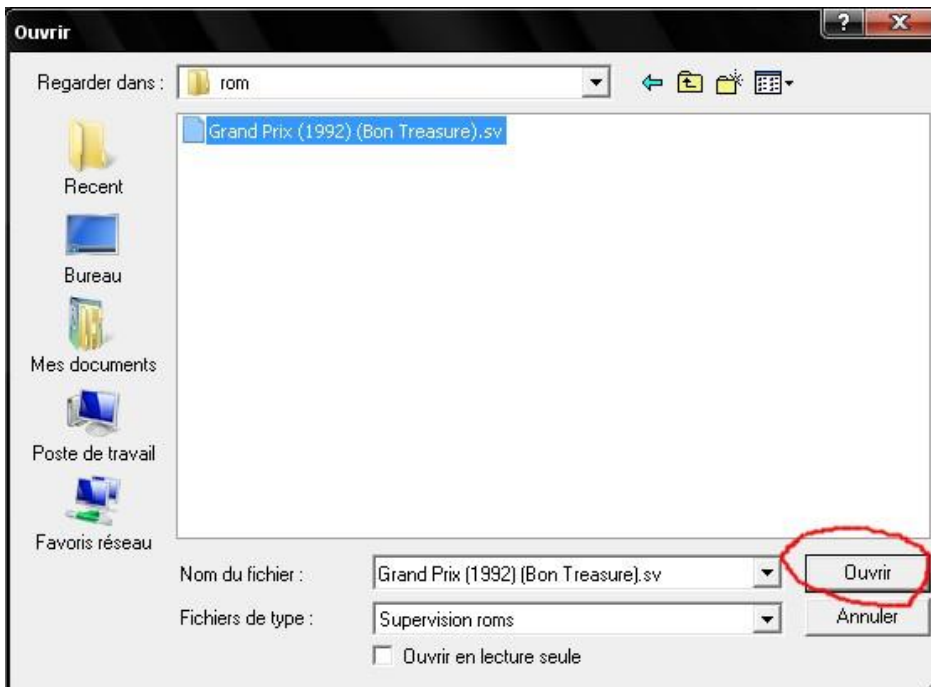 Ouvrir
?
X
Regarder dans :
rom
Grand Prix (1992) (Bon Treasure).sv
Recent
Bureau
Mes documents
Poste de travail
Favoris réseau
Nom du fichier :
Grand Prix (1992) (Bon Treasure).sv
Ouvrir
Fichiers de type :
Supervision roms
Annuler
Ouvrir en lecture seule